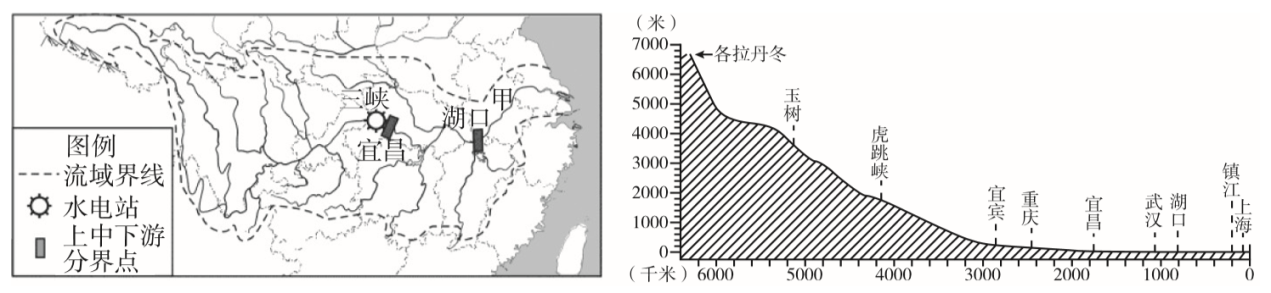 三峡
甲
湖口
宜昌
图例
流域界线
水电站
上中下游
分界点
（米）
7000
6000
5000
4000
3000
2000
1000
0
各拉丹冬
玉树
虎跳峡
宜宾
重庆
宜昌
武汉
湖口
镇江
上海
（千米）
6000
5000
4000
3000
2000
1000
0